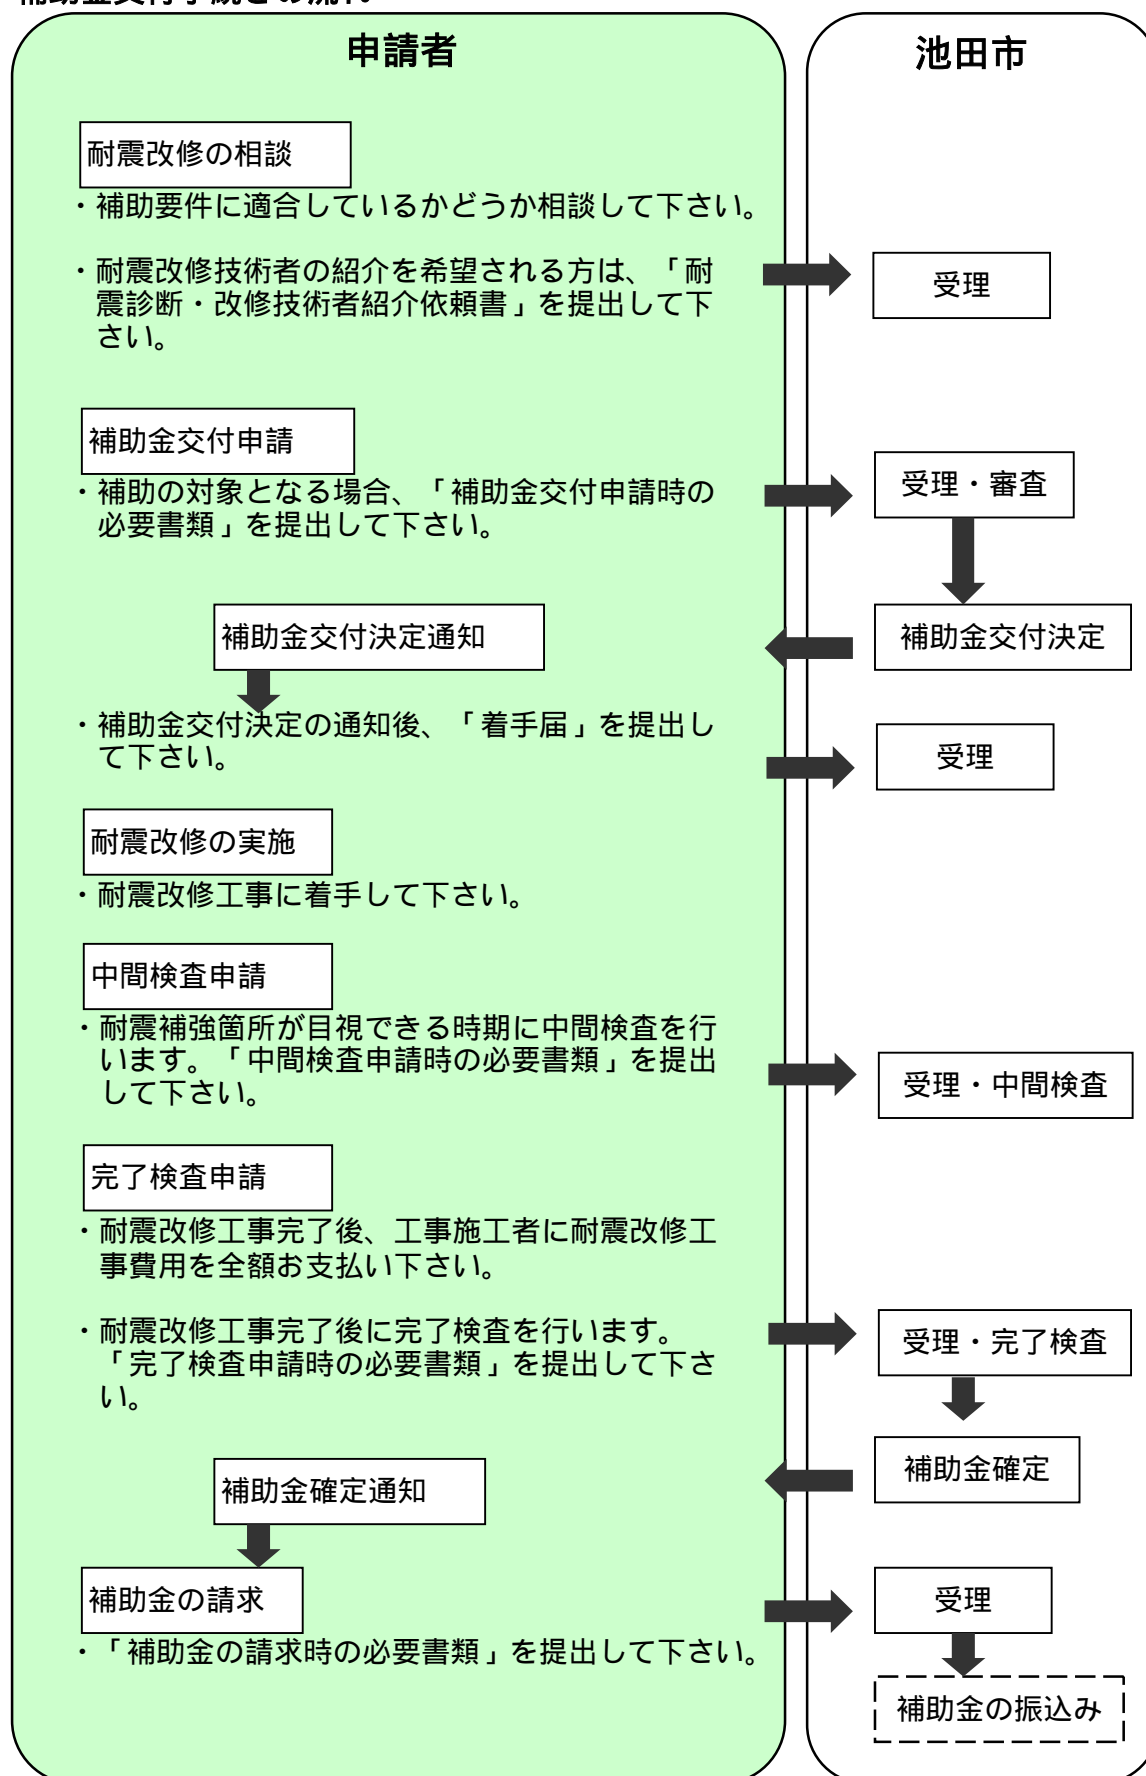 補助金交付手続きの流れ
申請者
池田市
耐震改修の相談
・補助要件に適合しているかどうか相談して下さい。
・耐震改修技術者の紹介を希望される方は、「耐
震診断・改修技術者紹介依頼書」を提出して下
さい。
受理
補助金交付申請
・補助の対象となる場合、「補助金交付申請時の
必要書類」を提出して下さい。
受理・審査
補助金交付決定通知
補助金交付決定
・補助金交付決定の通知後、「着手届」を提出し
て下さい。
受理
耐震改修の実施
・耐震改修工事に着手して下さい。
中間検査申請
・耐震補強箇所が目視できる時期に中間検査を行
います。「中間検査申請時の必要書類」を提出
して下さい。
受理・中間検査
完了検査申請
・耐震改修工事完了後、工事施工者に耐震改修工
事費用を全額お支払い下さい。
・耐震改修工事完了後に完了検査を行います。
「完了検査申請時の必要書類」を提出して下さ
い。
受理・完了検査
補助金確定
補助金確定通知
補助金の請求
・「補助金の請求時の必要書類」を提出して下さい。
受理
補助金の振込み